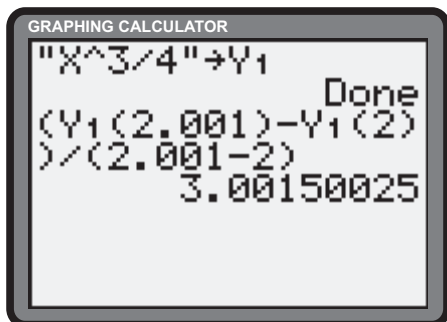 GRAPHING CALCULATOR
"X^3/4"→Y₁
Done
(Y₁(2.001)-Y₁(2)
)/(2.001-2)
3.00150025